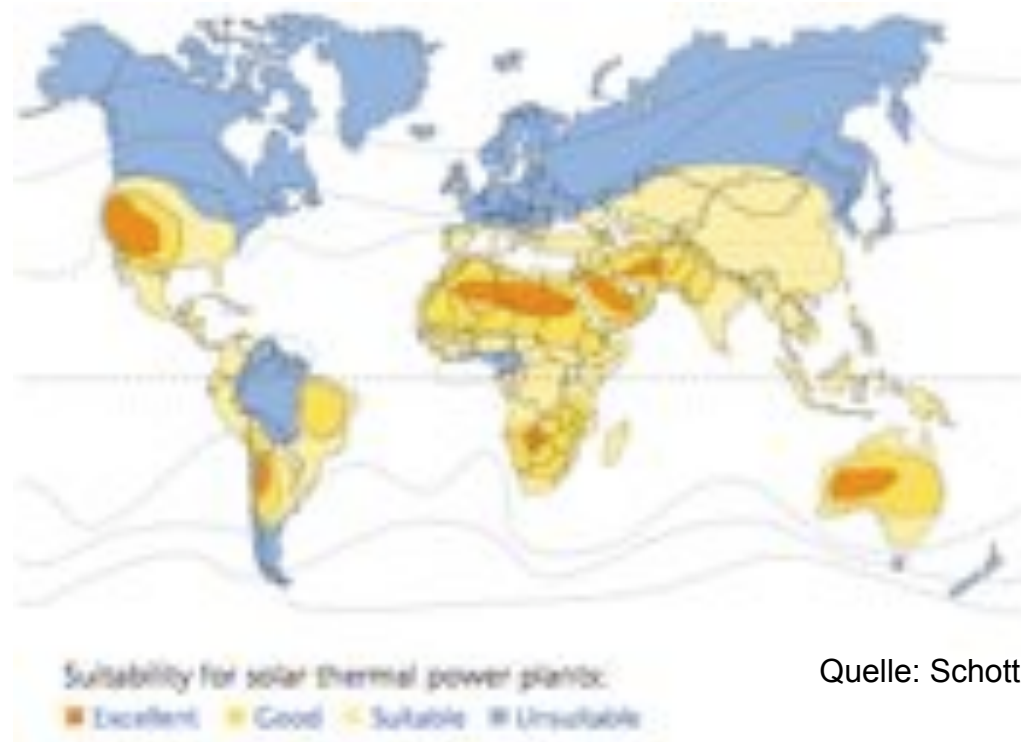 Suitability for solar thermal power plants:
Quelle: Schott
Excellent Good Suitable Unsuitable